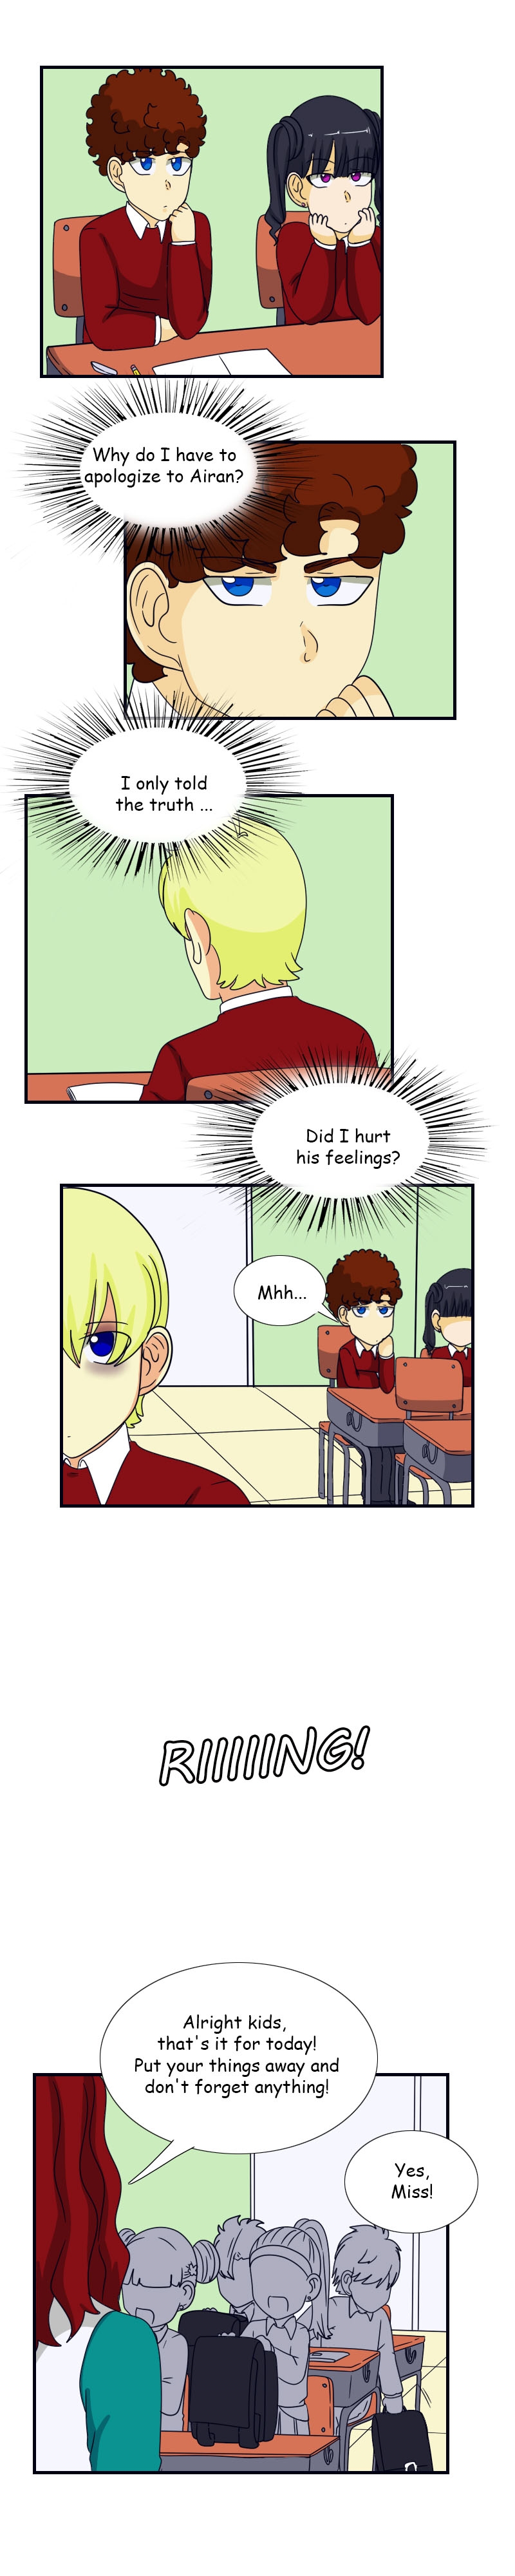 Why do I have to
apologize to Airan?
I only told
the truth ...
Did I hurt
his feelings?
Mhh...
RIIIIIING!
Alright kids,
that's it for today!
Put your things away and
don't forget anything!
Yes,
Miss!